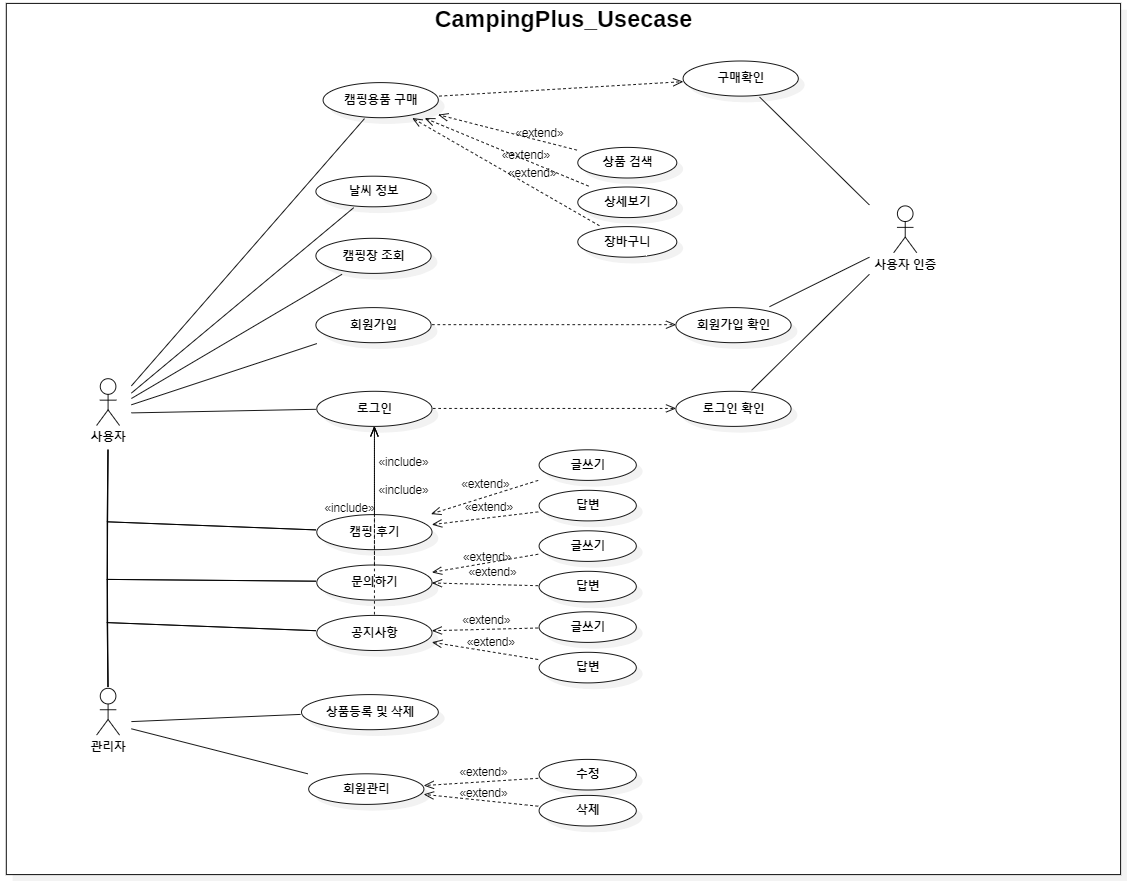 CampingPlus_Usecase
구매확인
캠핑용품 구매
«extend»
«extend»
상품 검색
«extend»
날씨 정보
상세보기
장바구니
캠핑장 조회
사용자 인증
회원가입
회원가입 확인
로그인
로그인 확인
사용자
«include»
글쓰기
«extend»
«include»
«include»
«extend»
답변
캠핑 후기
글쓰기
«extend»
«extend»
문의하기
답변
«extend»
글쓰기
공지사항
«extend»
답변
상품등록 및 삭제
관리자
«extend»
수정
회원관리
«extend»
삭제